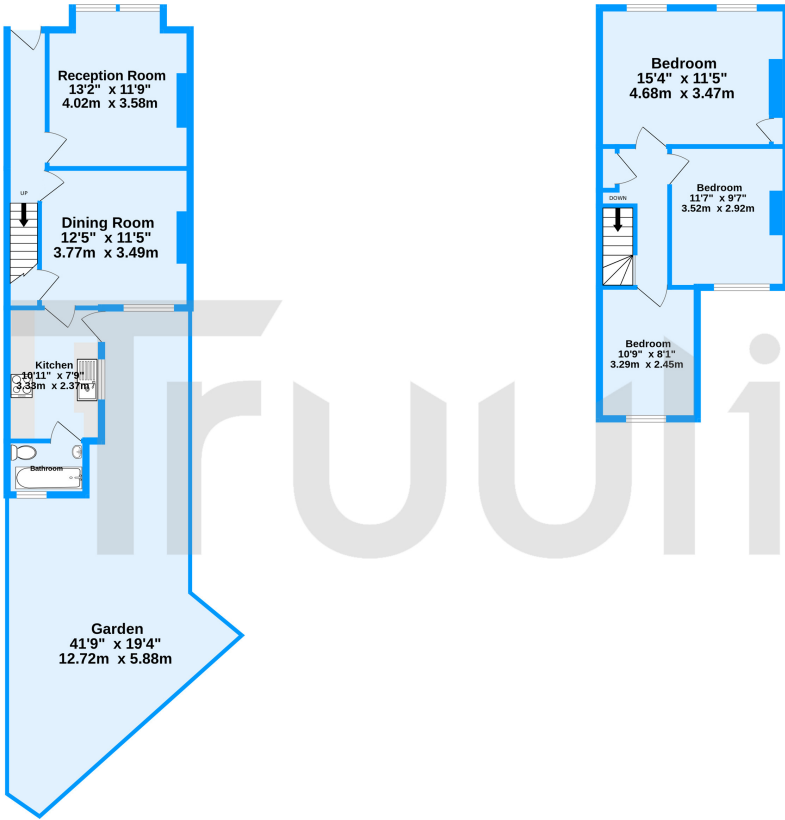 Reception Room
13'2" x 11'9"
4.02m x 3.58m
UP
Dining Room
12'5" x 11'5"
3.77m x 3.49m
Kitchen
10'11" x 7'9"
3.33m x 2.37m
Bathroom
Garden
41'9" x 19'4"
12.72m x 5.88m
Bedroom
15'4" x 11'5"
4.68m x 3.47m
Bedroom
11'7" x 9'7"
3.52m x 2.92m
DOWN
Bedroom
10'9" x 8'1"
3.29m x 2.45m
Truuli